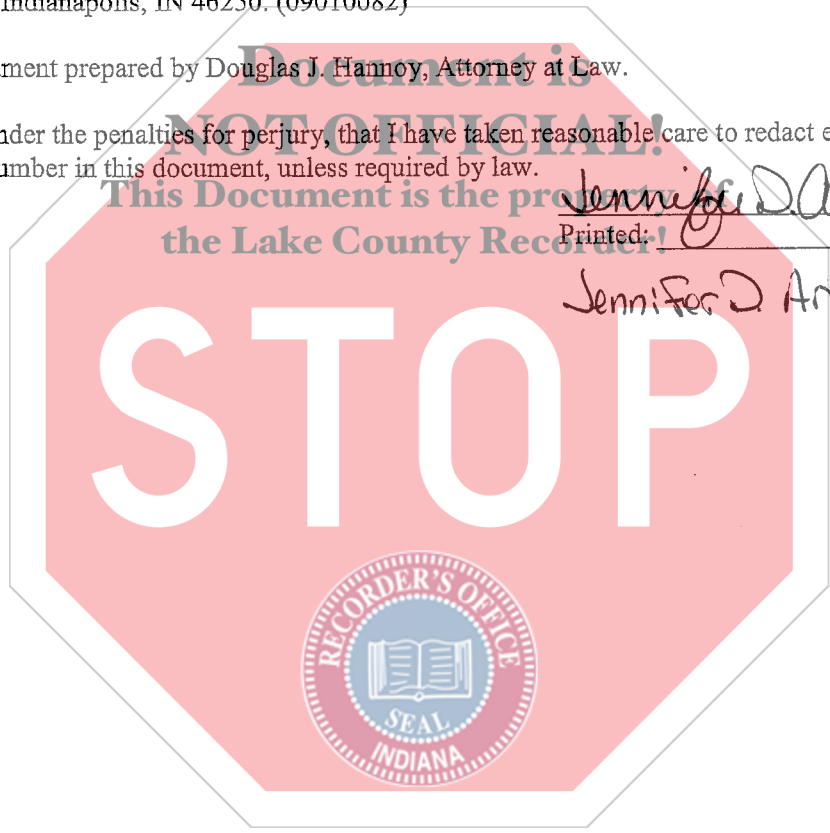 Indianapolis, IN 46250. (09010082)
Document is
ment prepared by Douglas J. Hannoy, Attorney at Law.
NOT OFFICIAL!
nder the penalties for perjury, that I have taken reasonable care to redact e
umber in this document, unless required by law.
This Document is the property of
Jennifer D. A
the Lake County Recorder!
Printed:
Jennifer D. Ar
STOP
RECORDER'S OFFICE
SEAL
INDIANA